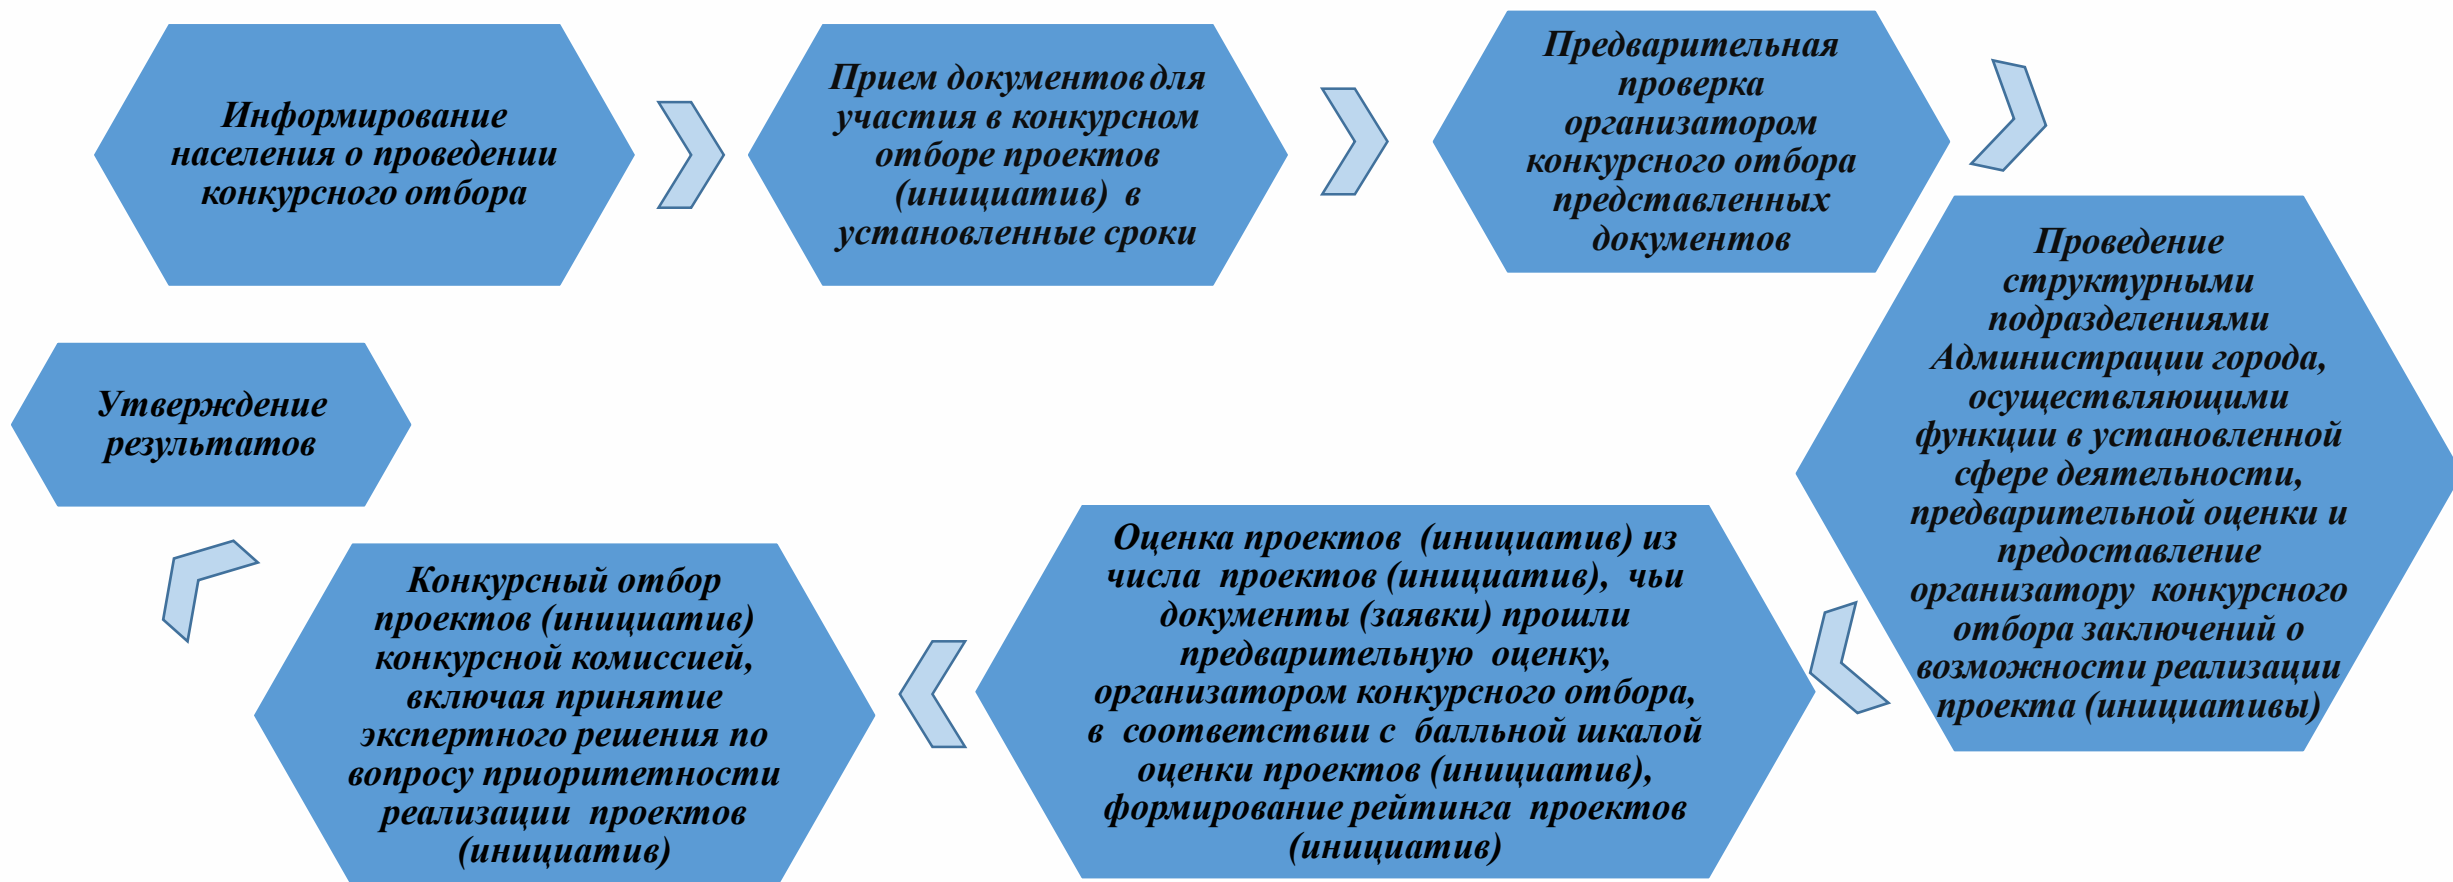 Информирование
населения о проведении
конкурсного отбора
Прием документов для
участия в конкурсном
отборе проектов
(инициатив) в
установленные сроки
Предварительная
проверка
организатором
конкурсного отбора
представленных
документов
Проведение
структурными
подразделениями
Администрации города,
осуществляющими
функции в установленной
сфере деятельности,
предварительной оценки и
предоставление
организатору конкурсного
отбора заключений о
возможности реализации
проекта (инициативы)
Оценка проектов (инициатив) из
числа проектов (инициатив), чьи
документы (заявки) прошли
предварительную оценку,
организатором конкурсного отбора,
в соответствии с балльной шкалой
оценки проектов (инициатив),
формирование рейтинга проектов
(инициатив)
Конкурсный отбор
проектов (инициатив)
конкурсной комиссией,
включая принятие
экспертного решения по
вопросу приоритетности
реализации проектов
(инициатив)
Утверждение
результатов